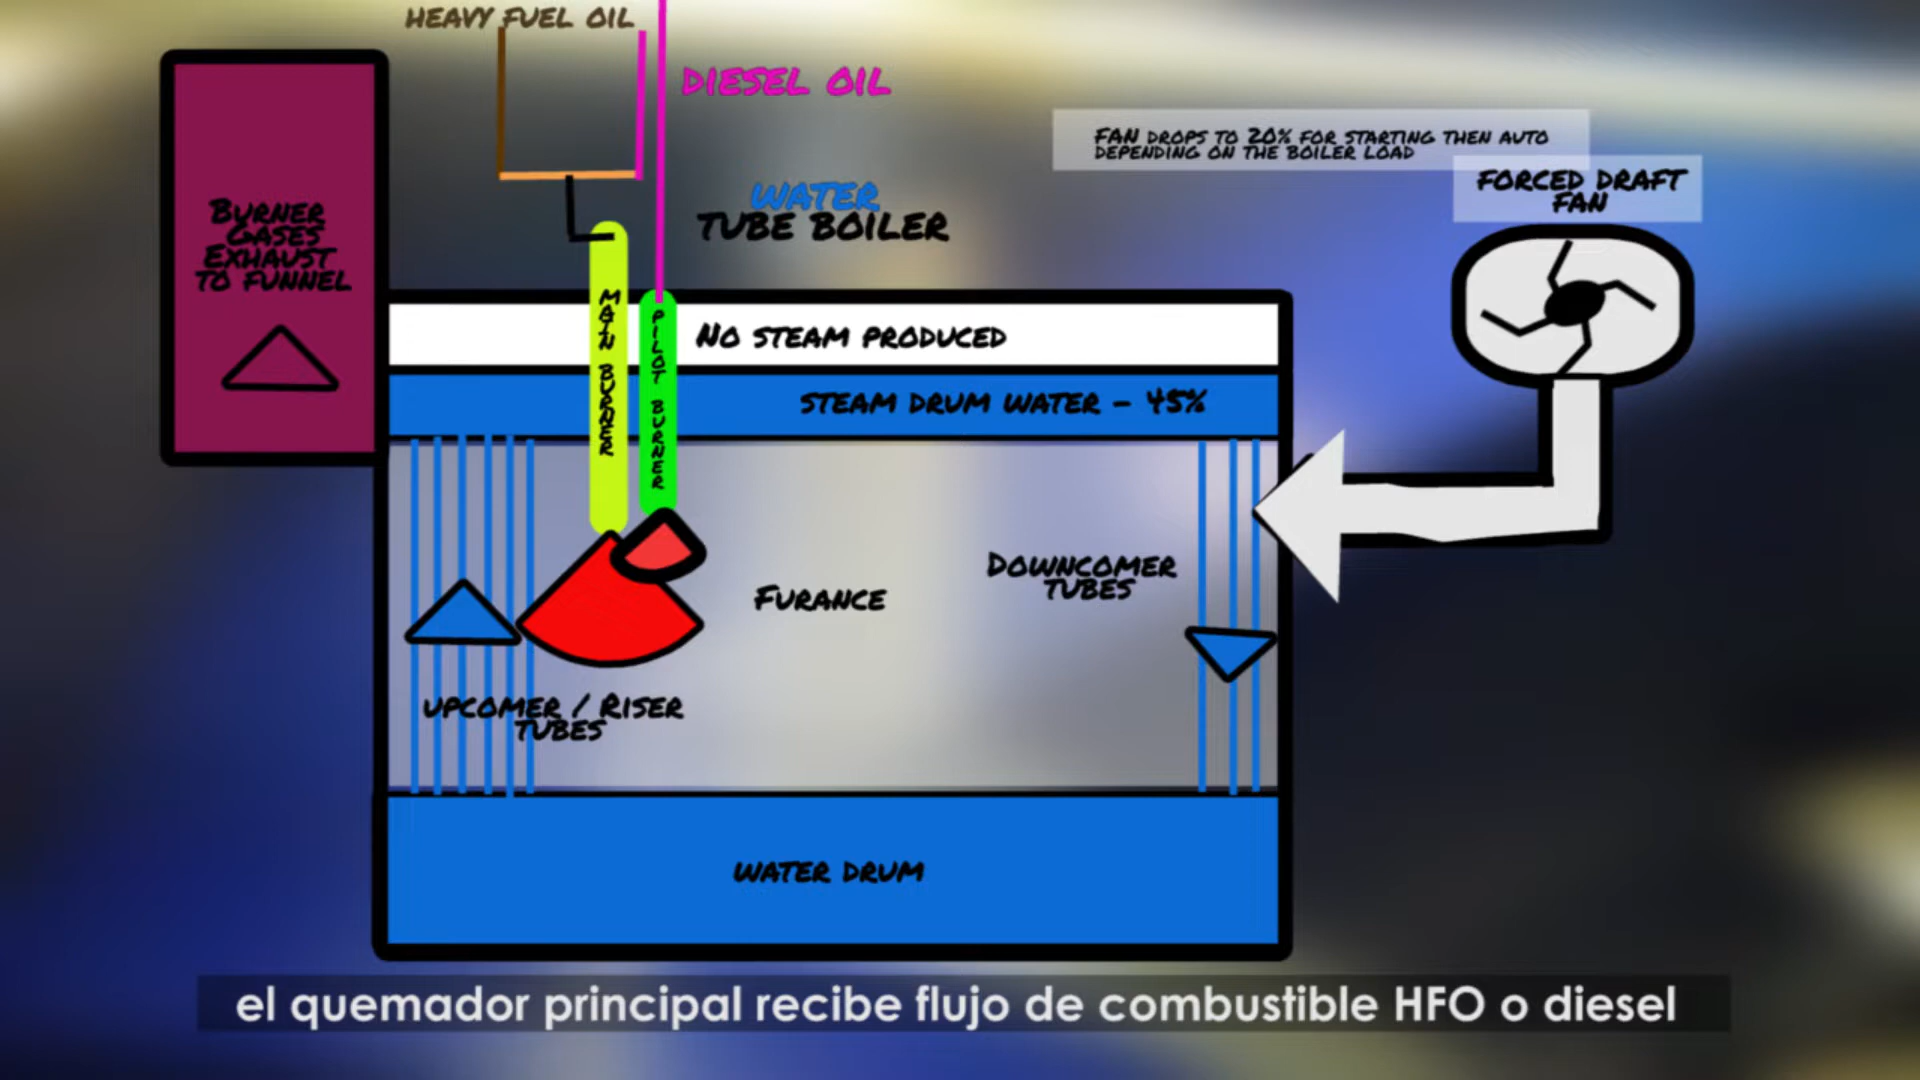 HEAVY FUEL OIL
DIESEL OIL
FAN DROPS TO 20% FOR STARTING THEN AUTO
DEPENDING ON THE BOILER LOAD
FORCED DRAFT
FAN
WATER
TUBE BOILER
BURNER
GASES
EXHAUST
TO FUNNEL
MAIN BURNER
PILOT BURNER
NO STEAM PRODUCED
STEAM DRUM WATER - 45%
DOWNCOMER
TUBES
FURANCE
UPCOMER / RISER
TUBES
WATER DRUM
el quemador principal recibe flujo de combustible HFO o diesel